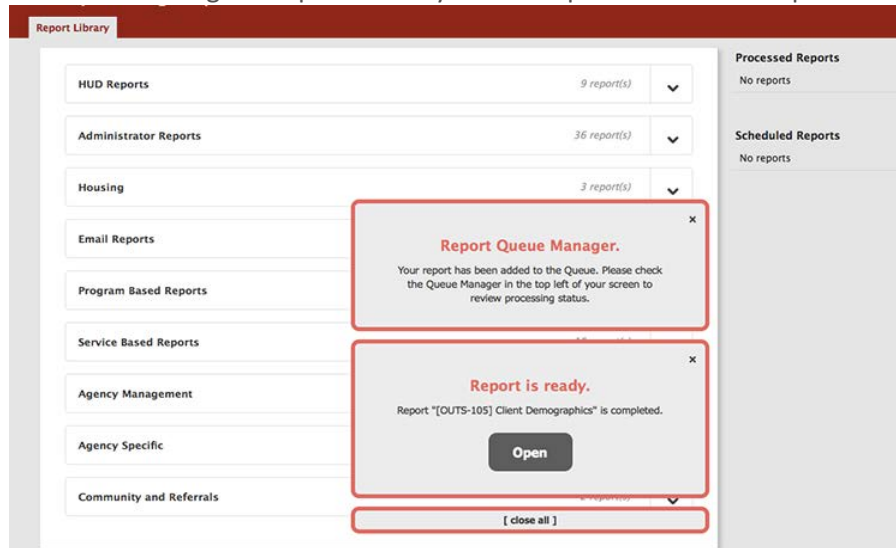 Report Library
HUD Reports 9 report(s)
Administrator Reports 36 report(s)
Housing 3 report(s)
Email Reports
Program Based Reports
Service Based Reports
Agency Management
Agency Specific
Community and Referrals
×
Report Queue Manager.
Your report has been added to the Queue. Please check
the Queue Manager in the top left of your screen to
review processing status.
×
Report is ready.
Report "[OUTS-105] Client Demographics" is completed.
Open
[ close all ]
Processed Reports
No reports
Scheduled Reports
No reports